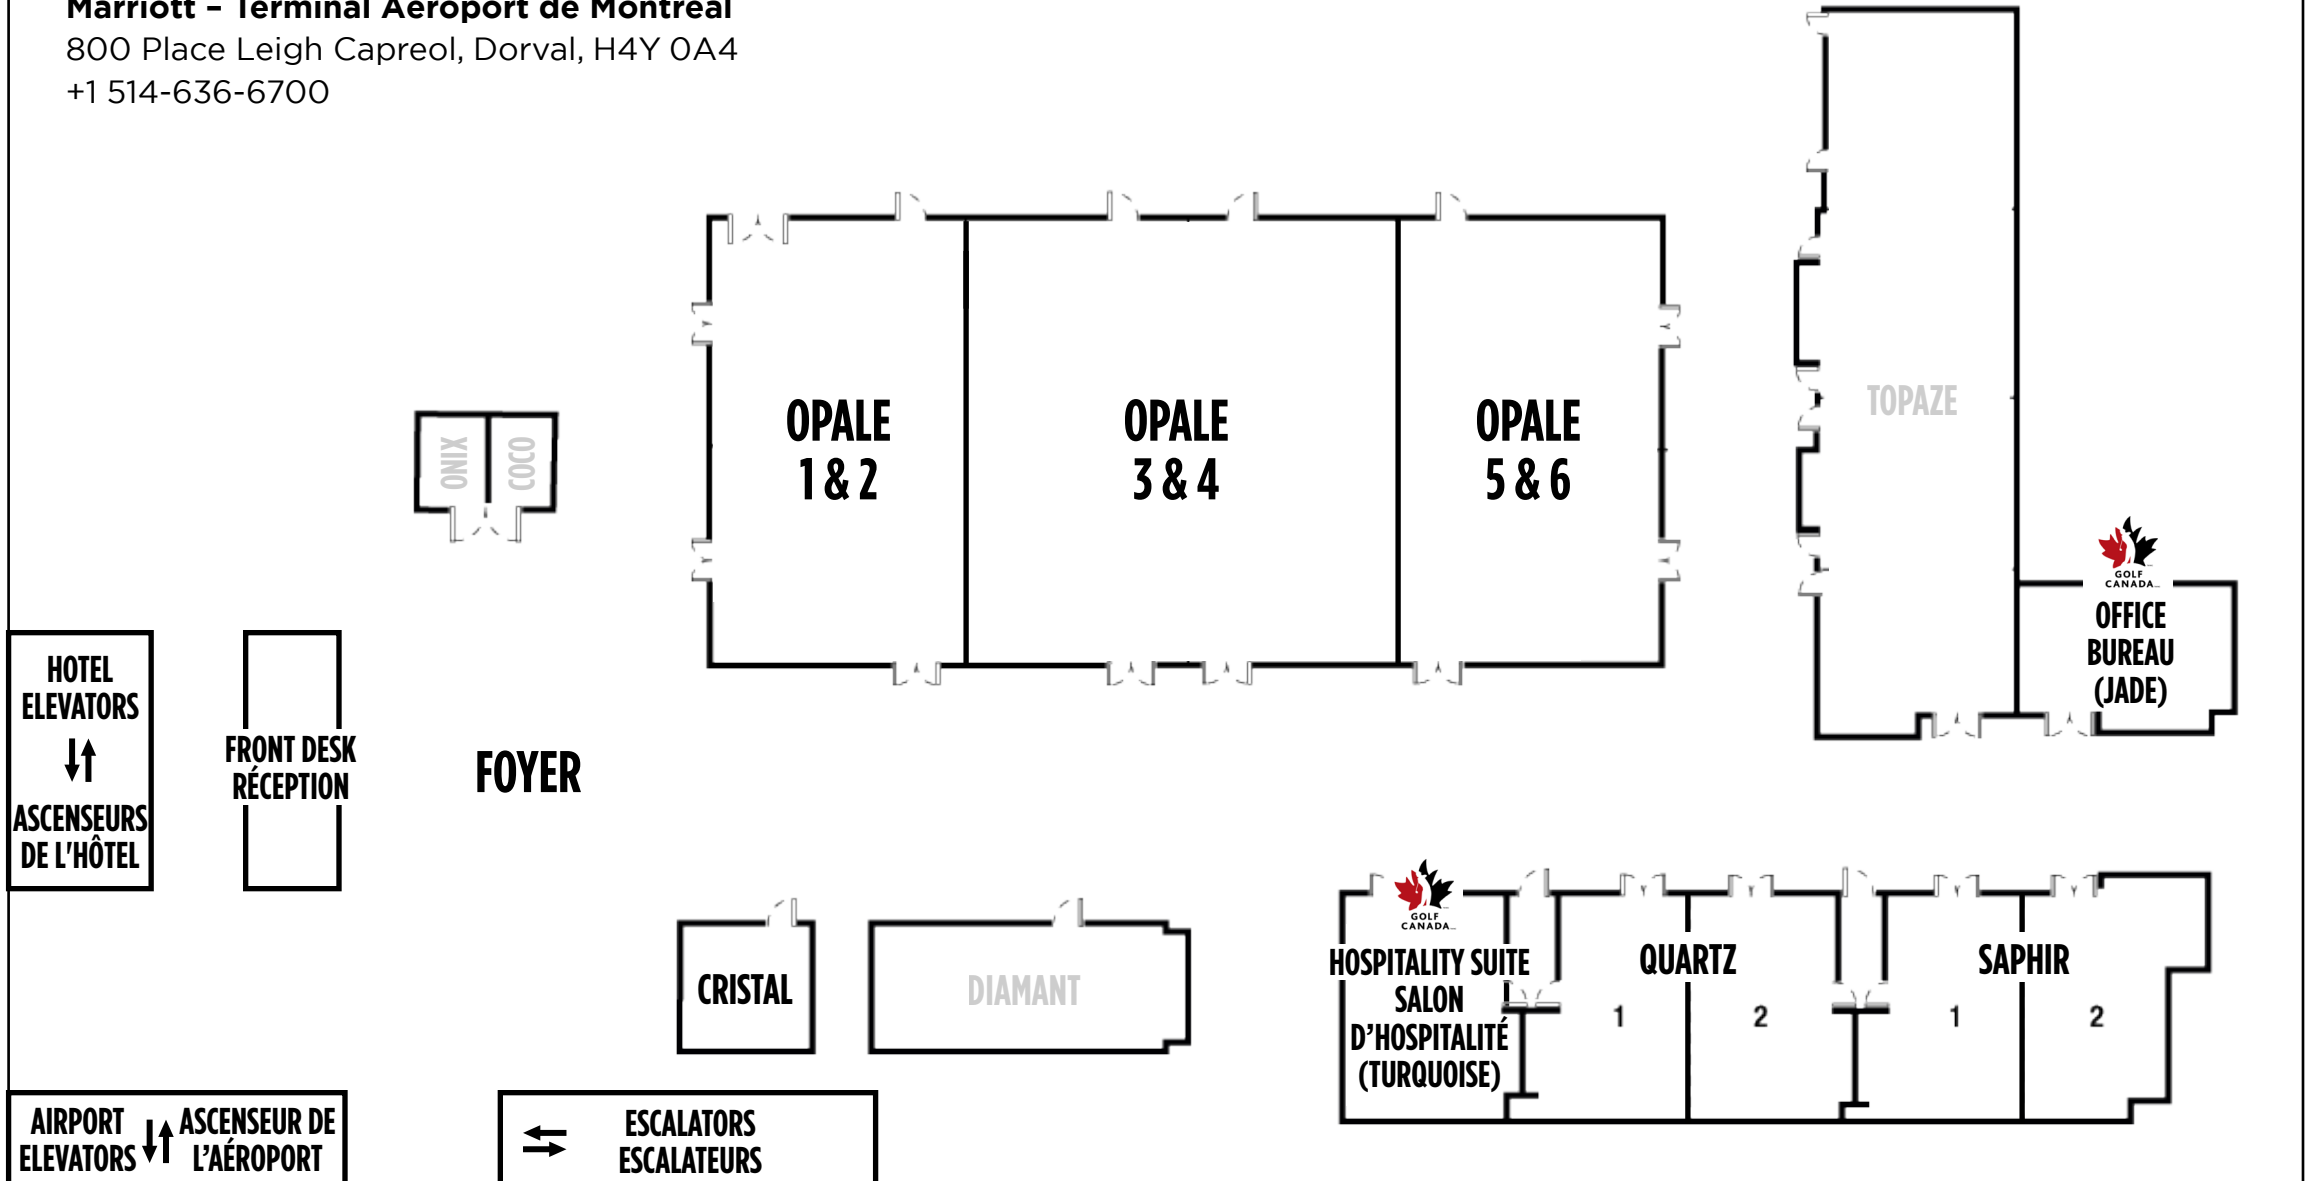 Marriott – Terminal Aéroport de Montréal
800 Place Leigh Capreol, Dorval, H4Y 0A4
+1 514-636-6700
TOPAZE
OPALE
1 & 2
OPALE
3 & 4
OPALE
5 & 6
ONIX
COCO
GOLF
CANADA
OFFICE
BUREAU
(JADE)
HOTEL
ELEVATORS
ASCENSEURS
DE L'HÔTEL
FRONT DESK
RÉCEPTION
FOYER
CRISTAL
DIAMANT
GOLF
CANADA
HOSPITALITY SUITE
SALON
D'HOSPITALITÉ
(TURQUOISE)
QUARTZ
1
2
SAPHIR
1
2
AIRPORT
ELEVATORS
ASCENSEUR DE
L'AÉROPORT
ESCALATORS
ESCALATEURS